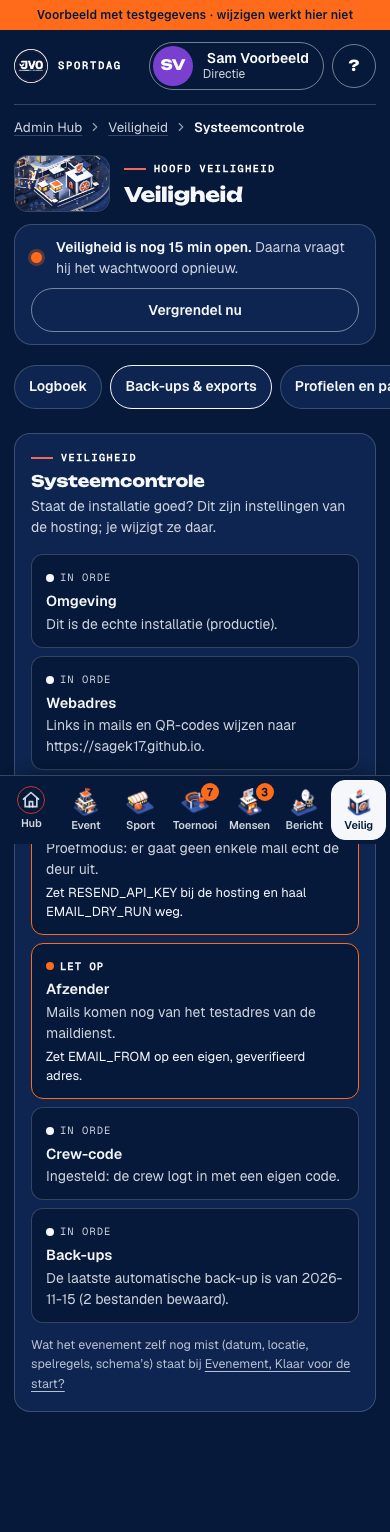 Voorbeeld met testgegevens · wijzigen werkt hier niet
JVO SPORTDAG
SV
Sam Voorbeeld
Directie
?
Admin Hub > Veiligheid > Systeemcontrole
HOOFD VEILIGHEID
Veiligheid
Veiligheid is nog 15 min open. Daarna vraagt
hij het wachtwoord opnieuw.
Vergrendel nu
Logboek
Back-ups & exports
Profielen en pa
VEILIGHEID
Systeemcontrole
Staat de installatie goed? Dit zijn instellingen van
de hosting; je wijzigt ze daar.
IN ORDE
Omgeving
Dit is de echte installatie (productie).
IN ORDE
Webadres
Links in mails en QR-codes wijzen naar
https://sagek17.github.io.
Hub
Event
Sport
7
Toernooi
3
Mensen
Bericht
Veilig
Proefmodus: er gaat geen enkele mail echt de
deur uit.
Zet RESEND_API_KEY bij de hosting en haal
EMAIL_DRY_RUN weg.
LET OP
Afzender
Mails komen nog van het testadres van de
maildienst.
Zet EMAIL_FROM op een eigen, geverifieerd
adres.
IN ORDE
Crew-code
Ingesteld: de crew logt in met een eigen code.
IN ORDE
Back-ups
De laatste automatische back-up is van 2026-
11-15 (2 bestanden bewaard).
Wat het evenement zelf nog mist (datum, locatie,
spelregels, schema's) staat bij Evenement, Klaar voor de
start?